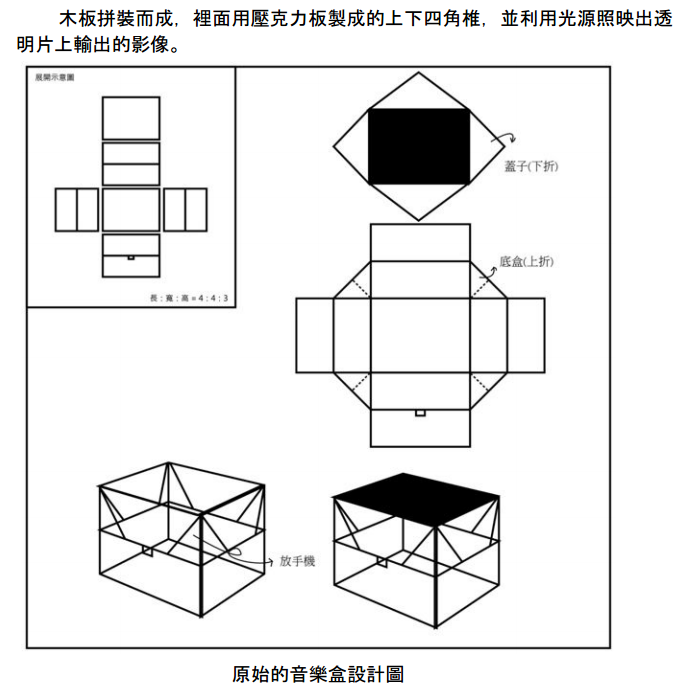 木板拼裝而成，裡面用壓克力板製成的上下四角椎，並利用光源照映出透
明片上輸出的影像。
展開示意圖
蓋子(下折)
底盒(上折)
長：寬：高＝4：4：3
放手機
原始的音樂盒設計圖